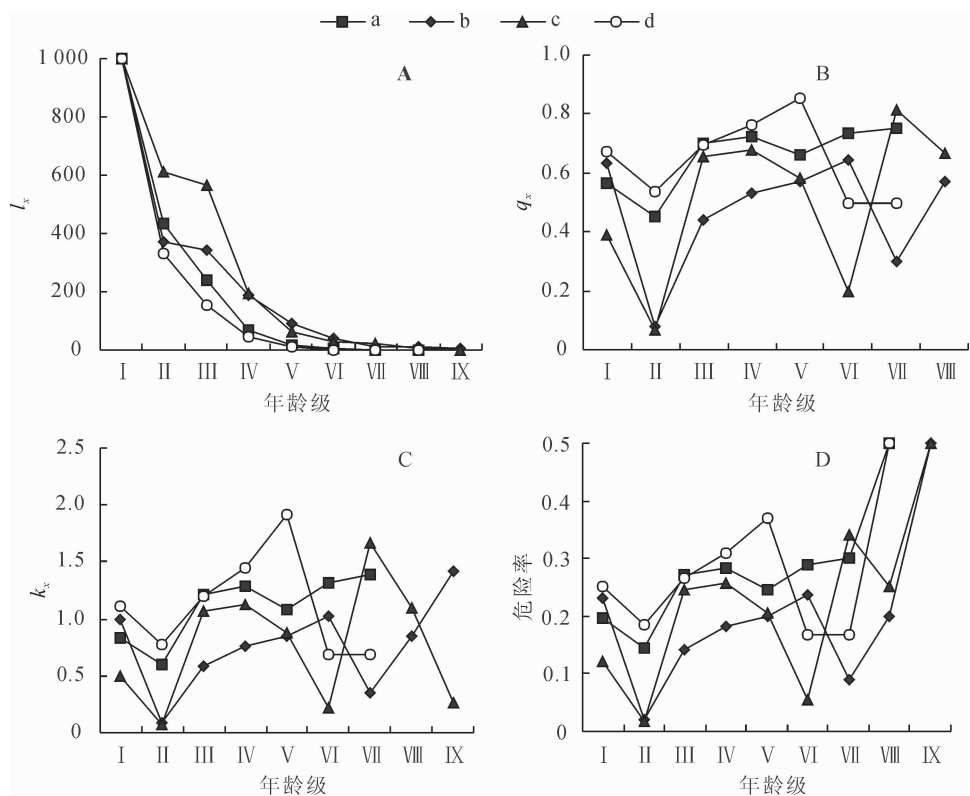 a b c d
A
1 000
800
600
400
200
0
lx
I II III IV V VI VII VIII IX
年龄级
B
1.0
0.8
0.6
0.4
0.2
0
qx
I II III IV V VI VII VIII
年龄级
C
2.5
2.0
1.5
1.0
0.5
0
kx
I II III IV V VI VII VIII IX
年龄级
D
0.5
0.4
0.3
0.2
0.1
0
危险率
I II III IV V VI VII VIII IX
年龄级